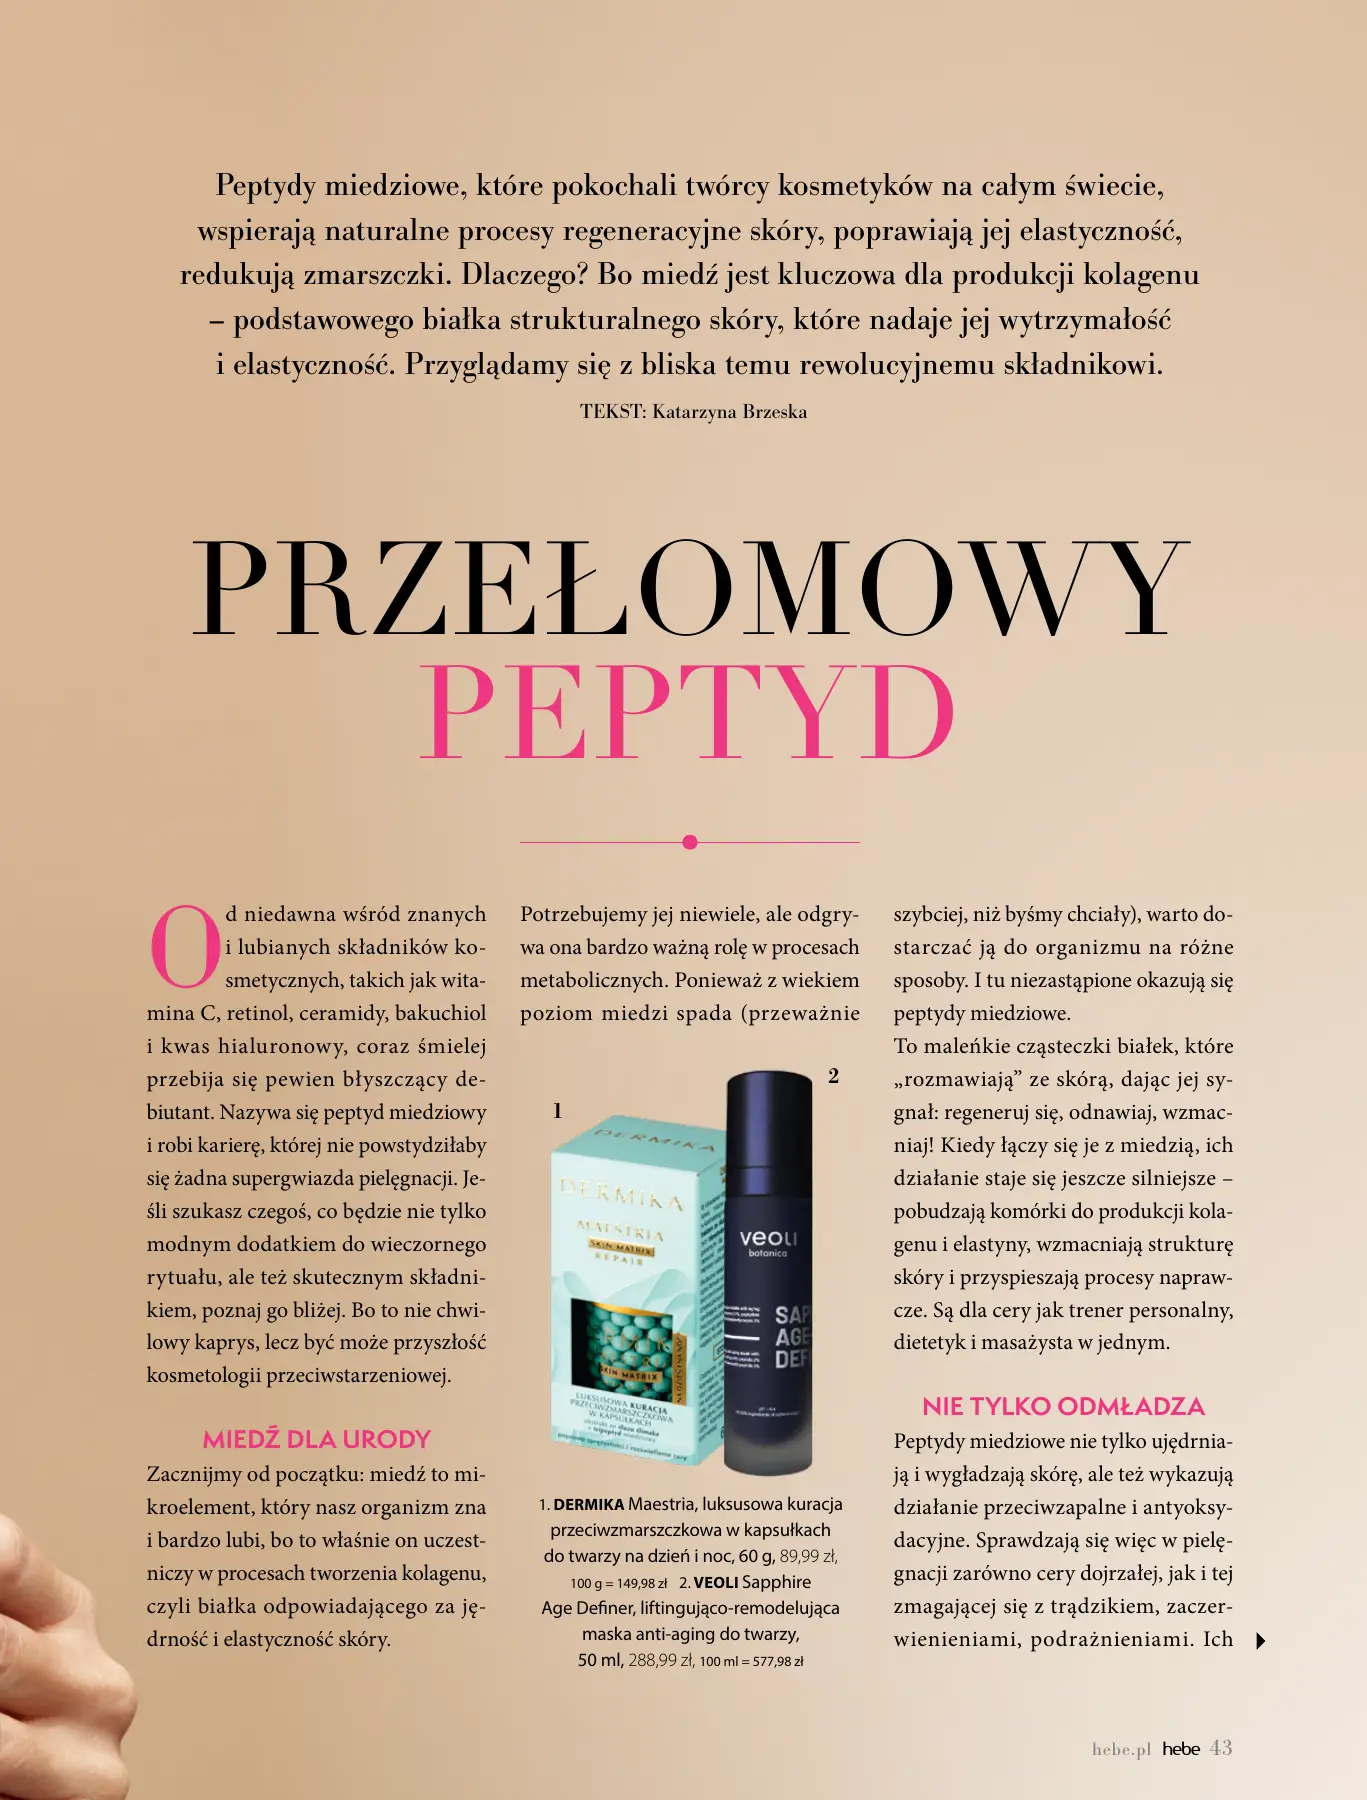 Peptydy miedziowe, które pokochali twórcy kosmetyków na całym świecie,
wspierają naturalne procesy regeneracyjne skóry, poprawiają jej elastyczność,
redukują zmarszczki. Dlaczego? Bo miedź jest kluczowa dla produkcji kolagenu
– podstawowego białka strukturalnego skóry, które nadaje jej wytrzymałość
i elastyczność. Przyglądamy się z bliska temu rewolucyjnemu składnikowi.
TEKST: Katarzyna Brzeska
PRZEŁOMOWY
PEPTYD
Od niedawna wśród znanych
i lubianych składników ko-
smetycznych, takich jak wita-
mina C, retinol, ceramidy, bakuchiol
i kwas hialuronowy, coraz śmielej
przebija się pewien błyszczący de-
biutant. Nazywa się peptyd miedziowy
i robi karierę, której nie powstydziłaby
się żadna supergwiazda pielęgnacji. Je-
śli szukasz czegoś, co będzie nie tylko
modnym dodatkiem do wieczornego
rytuału, ale też skutecznym składni-
kiem, poznaj go bliżej. Bo to nie chwi-
lowy kaprys, lecz być może przyszłość
kosmetologii przeciwstarzeniowej.
MIEDŹ DLA URODY
Zacznijmy od początku: miedź to mi-
kroelement, który nasz organizm zna
i bardzo lubi, bo to właśnie on uczest-
niczy w procesach tworzenia kolagenu,
czyli białka odpowiadającego za ję-
drność i elastyczność skóry.
Potrzebujemy jej niewiele, ale odgry-
wa ona bardzo ważną rolę w procesach
metabolicznych. Ponieważ z wiekiem
poziom miedzi spada (przeważnie
1
2
DERMIKA
DERMIKA
MAESTRIA
SKIN MATRIX
REPAIR
SKIN MATRIX
LUKSUSOWA KURACJA
PRZECIWZMARSZCZKOWA
W KAPSUŁKACH
ekstrakt ze śluzu ślimaka
+ tripeptyd miedziowy
VEOLI
botanica
SAP
AGE
DEF
1. DERMIKA Maestria, luksusowa kuracja
przeciwzmarszczkowa w kapsułkach
do twarzy na dzień i noc, 60 g, 89,99 zł,
100 g = 149,98 zł 2. VEOLI Sapphire
Age Definer, liftingująco-remodelująca
maska anti-aging do twarzy,
50 ml, 288,99 zł, 100 ml = 577,98 zł
szybciej, niż byśmy chciały), warto do-
starczać ją do organizmu na różne
sposoby. I tu niezastąpione okazują się
peptydy miedziowe.
To maleńkie cząsteczki białek, które
„rozmawiają” ze skórą, dając jej sy-
gnał: regeneruj się, odnawiaj, wzmac-
niaj! Kiedy łączy się je z miedzią, ich
działanie staje się jeszcze silniejsze –
pobudzają komórki do produkcji kola-
genu i elastyny, wzmacniają strukturę
skóry i przyspieszają procesy napraw-
cze. Są dla cery jak trener personalny,
dietetyk i masażysta w jednym.
NIE TYLKO ODMŁADZA
Peptydy miedziowe nie tylko ujędrnia-
ją i wygładzają skórę, ale też wykazują
działanie przeciwzapalne i antyoksy-
dacyjne. Sprawdzają się więc w pielę-
gnacji zarówno cery dojrzałej, jak i tej
zmagającej się z trądzikiem, zaczer-
wienieniami, podrażnieniami. Ich
hebe.pl hebe 43